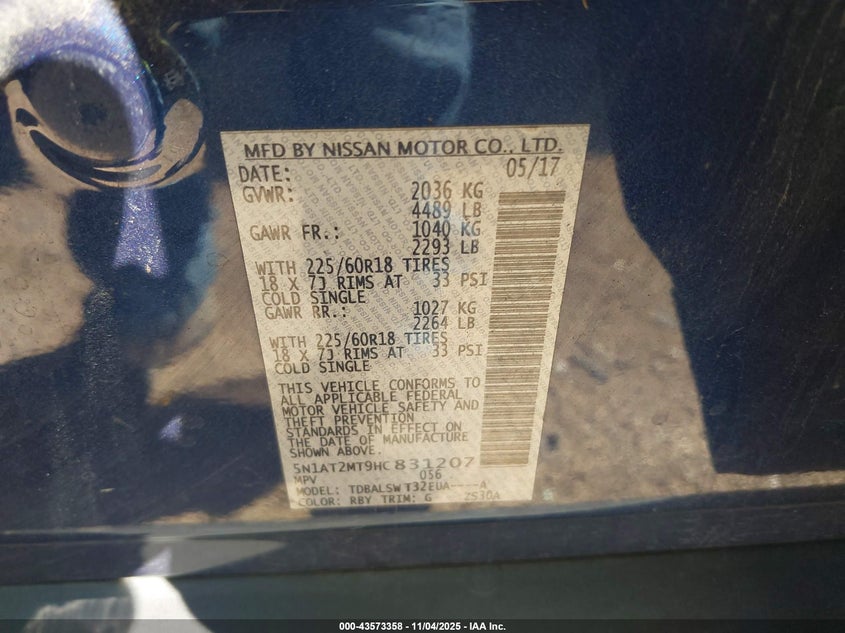 MFD BY NISSAN MOTOR CO., LTD.
DATE: 05/17
GVWR: 2036 KG
4489 LB
GAWR FR.: 1040 KG
2293 LB
WITH 225/60R18 TIRES
18 X 7J RIMS AT 33 PSI
COLD SINGLE
GAWR RR.: 1027 KG
2264 LB
WITH 225/60R18 TIRES
18 X 7J RIMS AT 33 PSI
COLD SINGLE
THIS VEHICLE CONFORMS TO
ALL APPLICABLE FEDERAL
MOTOR VEHICLE SAFETY AND
THEFT PREVENTION
STANDARDS IN EFFECT ON
THE DATE OF MANUFACTURE
SHOWN ABOVE.
5N1AT2MT9HC831207
MPV 056
MODEL: TDBALSW T32EUA----A
COLOR: RBY TRIM: G ZS30A
000-43573358 - 11/04/2025 - IAA Inc.